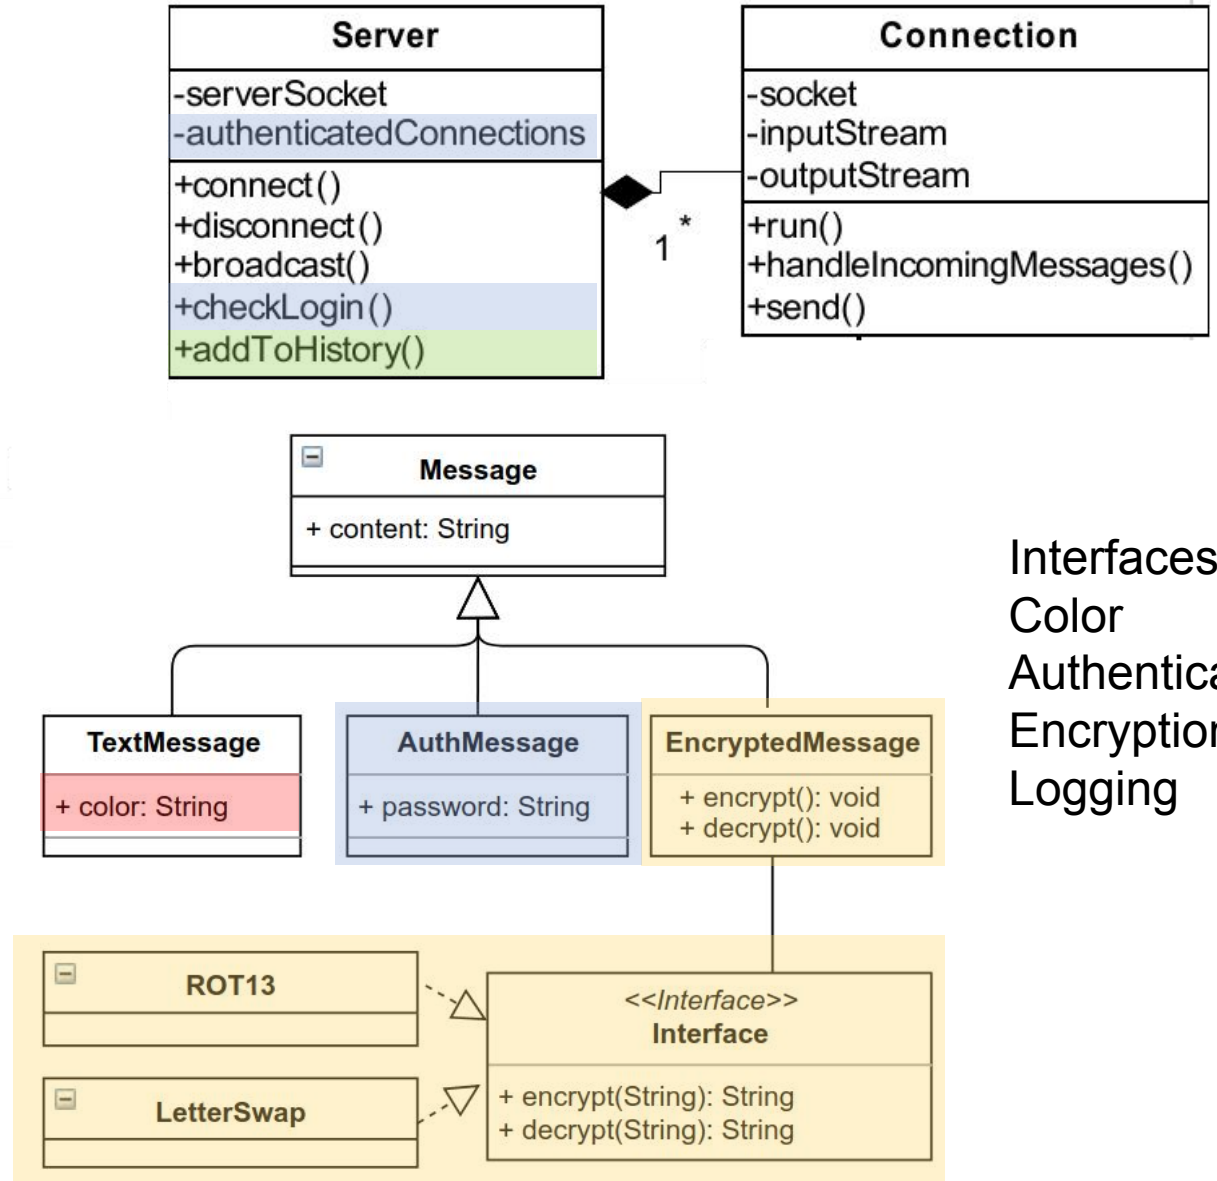 Server
-serverSocket
-authenticatedConnections
+connect()
+disconnect()
+broadcast()
+checkLogin()
+addToHistory()
1
*
Connection
-socket
-inputStream
-outputStream
+run()
+handleIncomingMessages()
+send()
Message
+ content: String
TextMessage
+ color: String
AuthMessage
+ password: String
EncryptedMessage
+ encrypt(): void
+ decrypt(): void
ROT13
LetterSwap
<<Interface>>
Interface
+ encrypt(String): String
+ decrypt(String): String
Interfaces
Color
Authentica
Encryption
Logging